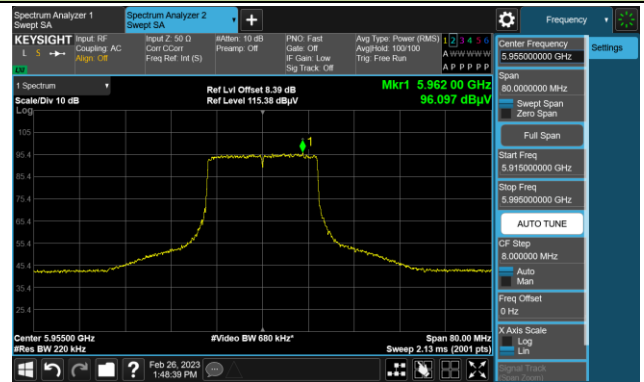 Spectrum Analyzer 1
Swept SA
Spectrum Analyzer 2
Swept SA
Frequency
KEYSIGHT
L S
Input: RF
Coupling: AC
Align: Off
Input Z: 50 Ω
Corr CCorr
Freq Ref: Int (S)
#Atten: 10 dB
Preamp: Off
PNO: Fast
Gate: Off
IF Gain: Low
Sig Track: Off
Avg Type: Power (RMS)
Avg|Hold: 100/100
Trig: Free Run
1 2 3 4 5 6
A W W W W W
A P P P P P
1 Spectrum
Scale/Div 10 dB
Log
Ref Lvl Offset 8.39 dB
Ref Level 115.38 dBµV
Mkr1 5.962 00 GHz
96.097 dBµV
105
95.4
85.4
75.4
65.4
55.4
45.4
35.4
25.4
1
Center 5.95500 GHz
#Res BW 220 kHz
#Video BW 680 kHz*
Span 80.00 MHz
Sweep 2.13 ms (2001 pts)
Feb 26, 2023
1:48:39 PM
Center Frequency
5.955000000 GHz
Settings
Span
80.0000000 MHz
Swept Span
Zero Span
Full Span
Start Freq
5.915000000 GHz
Stop Freq
5.995000000 GHz
AUTO TUNE
CF Step
8.000000 MHz
Auto
Man
Freq Offset
0 Hz
X Axis Scale
Log
Lin
Signal Track
(Span Zoom)